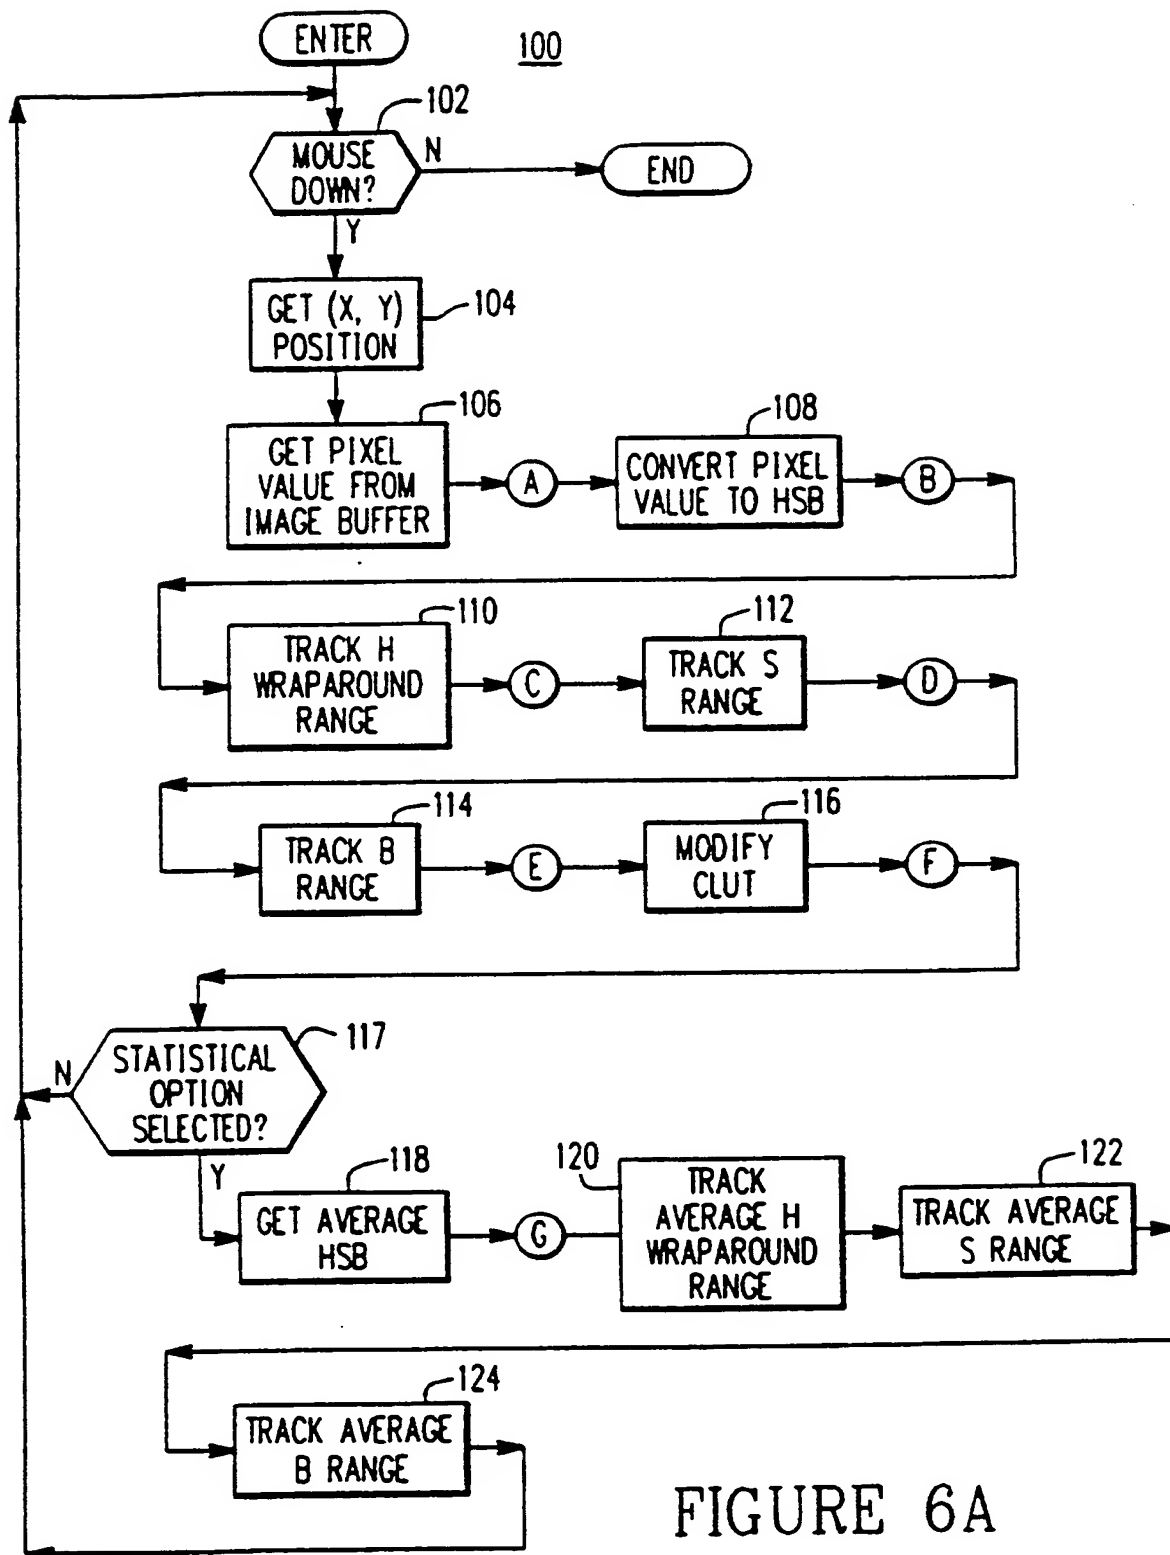 ENTER
100
102
MOUSE
DOWN?
N
END
Y
GET (X, Y)
POSITION
104
106
GET PIXEL
VALUE FROM
IMAGE BUFFER
A
108
CONVERT PIXEL
VALUE TO HSB
B
110
TRACK H
WRAPAROUND
RANGE
C
112
TRACK S
RANGE
D
114
TRACK B
RANGE
E
116
MODIFY
CLUT
F
117
STATISTICAL
OPTION
SELECTED?
N
Y
118
GET AVERAGE
HSB
G
120
TRACK
AVERAGE H
WRAPAROUND
RANGE
122
TRACK AVERAGE
S RANGE
124
TRACK AVERAGE
B RANGE
FIGURE 6A